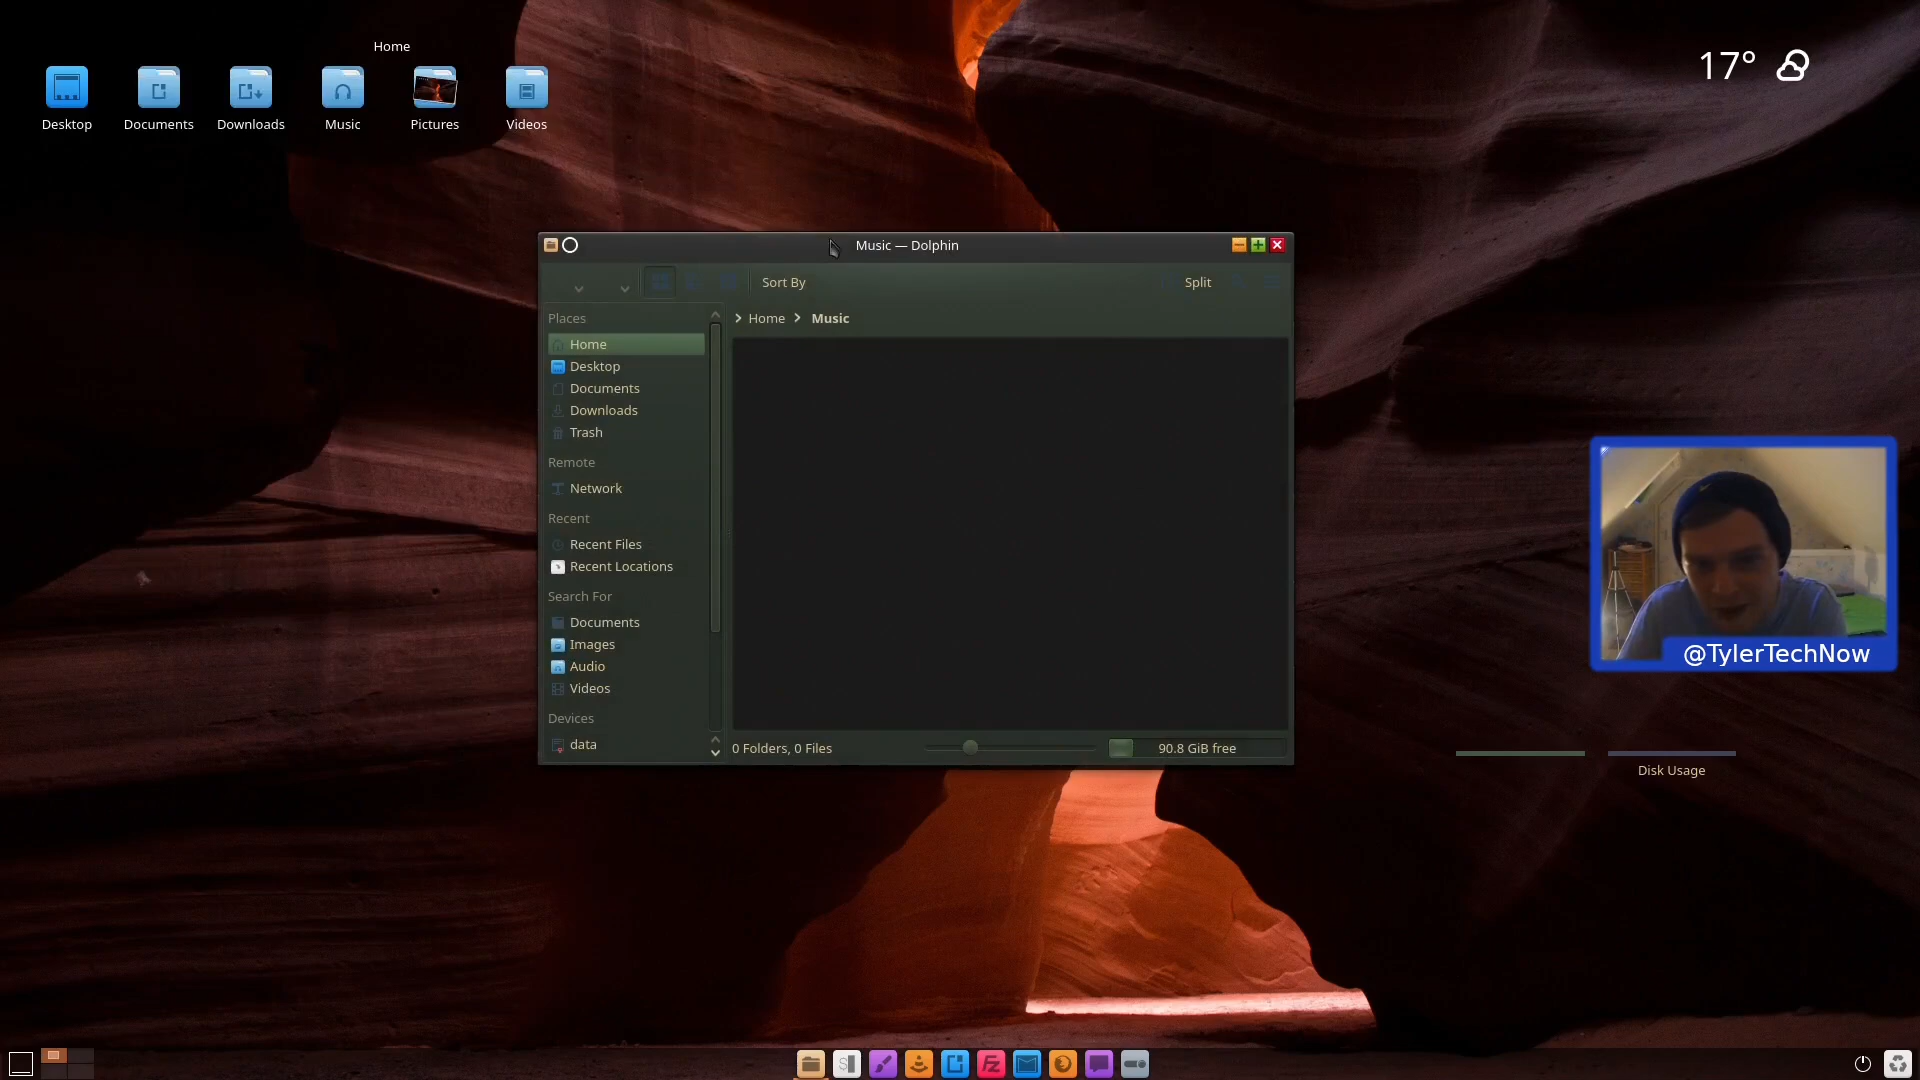 Home
Desktop
Documents
Downloads
Music
Pictures
Videos
17°
Music — Dolphin
Sort By
Split
Places
Home
Desktop
Documents
Downloads
Trash
Remote
Network
Recent
Recent Files
Recent Locations
Search For
Documents
Images
Audio
Videos
Devices
data
Home
Music
0 Folders, 0 Files
90.8 GiB free
@TylerTechNow
Disk Usage
Fz